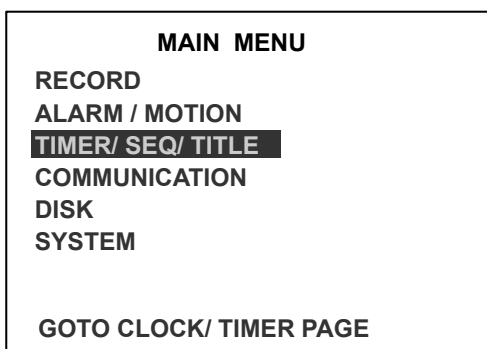 MAIN MENU
RECORD
ALARM / MOTION
TIMER/ SEQ/ TITLE
COMMUNICATION
DISK
SYSTEM
GOTO CLOCK/ TIMER PAGE